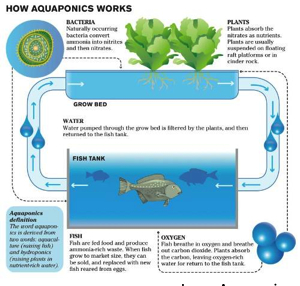 HOW AQUAPONICS WORKS
BACTERIA
Naturally occurring
bacteria convert
ammonia into nitrites
and then nitrates.
PLANTS
Plants absorb the
nitrates as nutrients.
Plants are usually
suspended on floating
raft platforms or in
cinder rock.
GROW BED
WATER
Water pumped through the grow bed is filtered by the plants, and then
returned to the fish tank.
FISH TANK
Aquaponics
definition
The word aquapon-
ics is derived from
two words: aquacul-
ture (raising fish)
and hydroponics
(raising plants in
nutrient-rich water).
FISH
Fish are fed food and produce
ammonia-rich waste. When fish
grow to market size, they can
be sold, and replaced with new
fish reared from eggs.
OXYGEN
Fish breathe in oxygen and breathe
out carbon dioxide. Plants absorb
the carbon, leaving oxygen-rich
water for return to the fish tank.